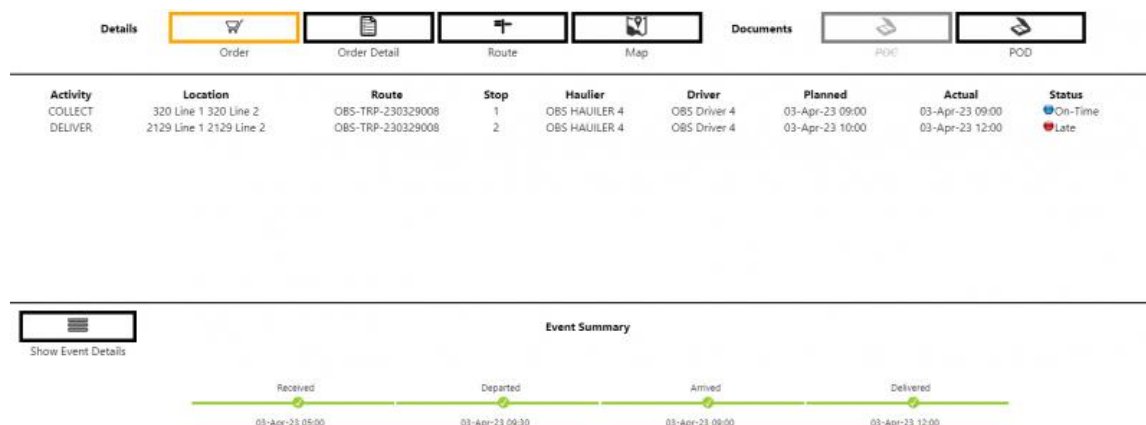 Details
Documents
Order
Order Detail
Route
Map
POC
POD
Activity Location Route Stop Haulier Driver Planned Actual Status
COLLECT 320 Line 1 320 Line 2 OBS-TRP-230329008 1 OBS HAUILER 4 OBS Driver 4 03-Apr-23 09:00 03-Apr-23 09:00 On-Time
DELIVER 2129 Line 1 2129 Line 2 OBS-TRP-230329008 2 OBS HAUILER 4 OBS Driver 4 03-Apr-23 10:00 03-Apr-23 12:00 Late
Event Summary
Show Event Details
Received Departed Arrived Delivered
03-Apr-23 05:00 03-Apr-23 09:30 03-Apr-23 09:00 03-Apr-23 12:00